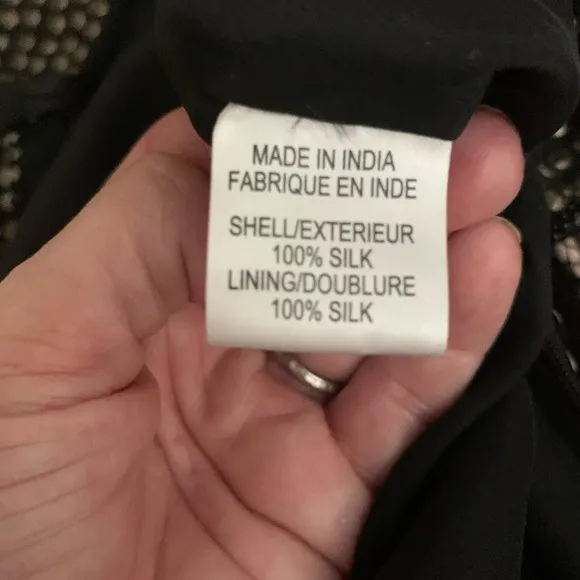 MADE IN INDIA
FABRIQUE EN INDE
SHELL/EXTERIEUR
100% SILK
LINING/DOUBLURE
100% SILK